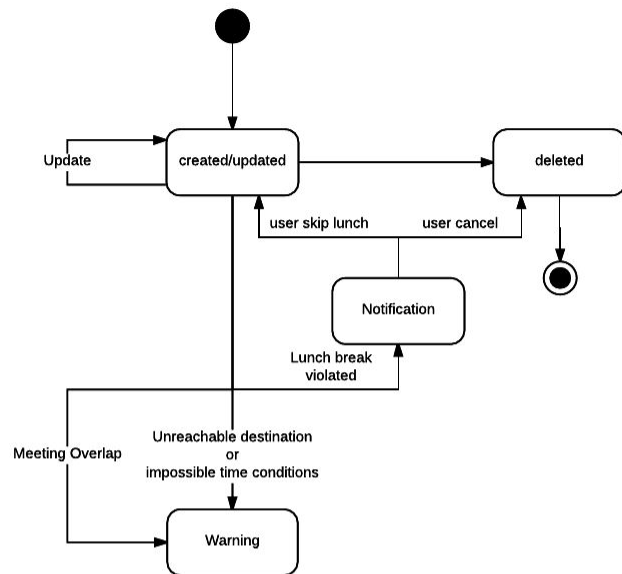 Update
created/updated
deleted
user skip lunch
user cancel
Notification
Lunch break
violated
Meeting Overlap
Unreachable destination
or
impossible time conditions
Warning